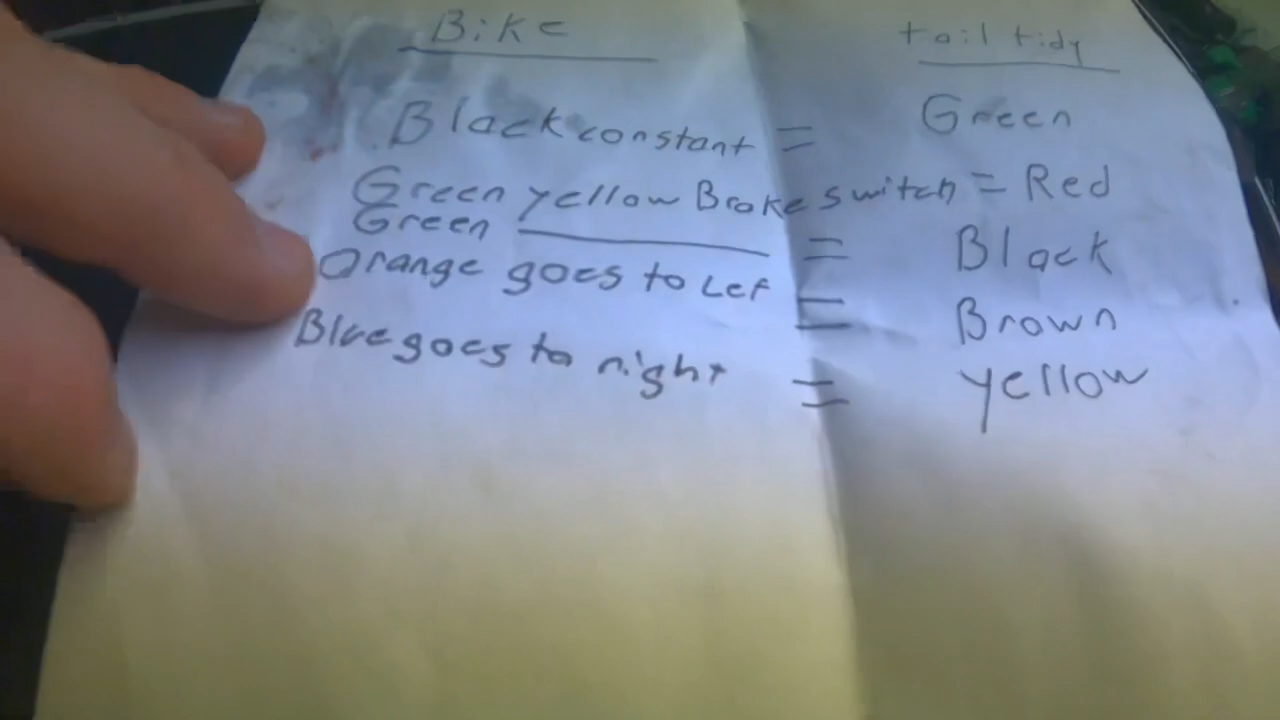 Bike tail tidy
Black constant = Green
Green yellow Brake switch = Red
Green = Black
Orange goes to Lef = Brown
Blue goes to right = yellow